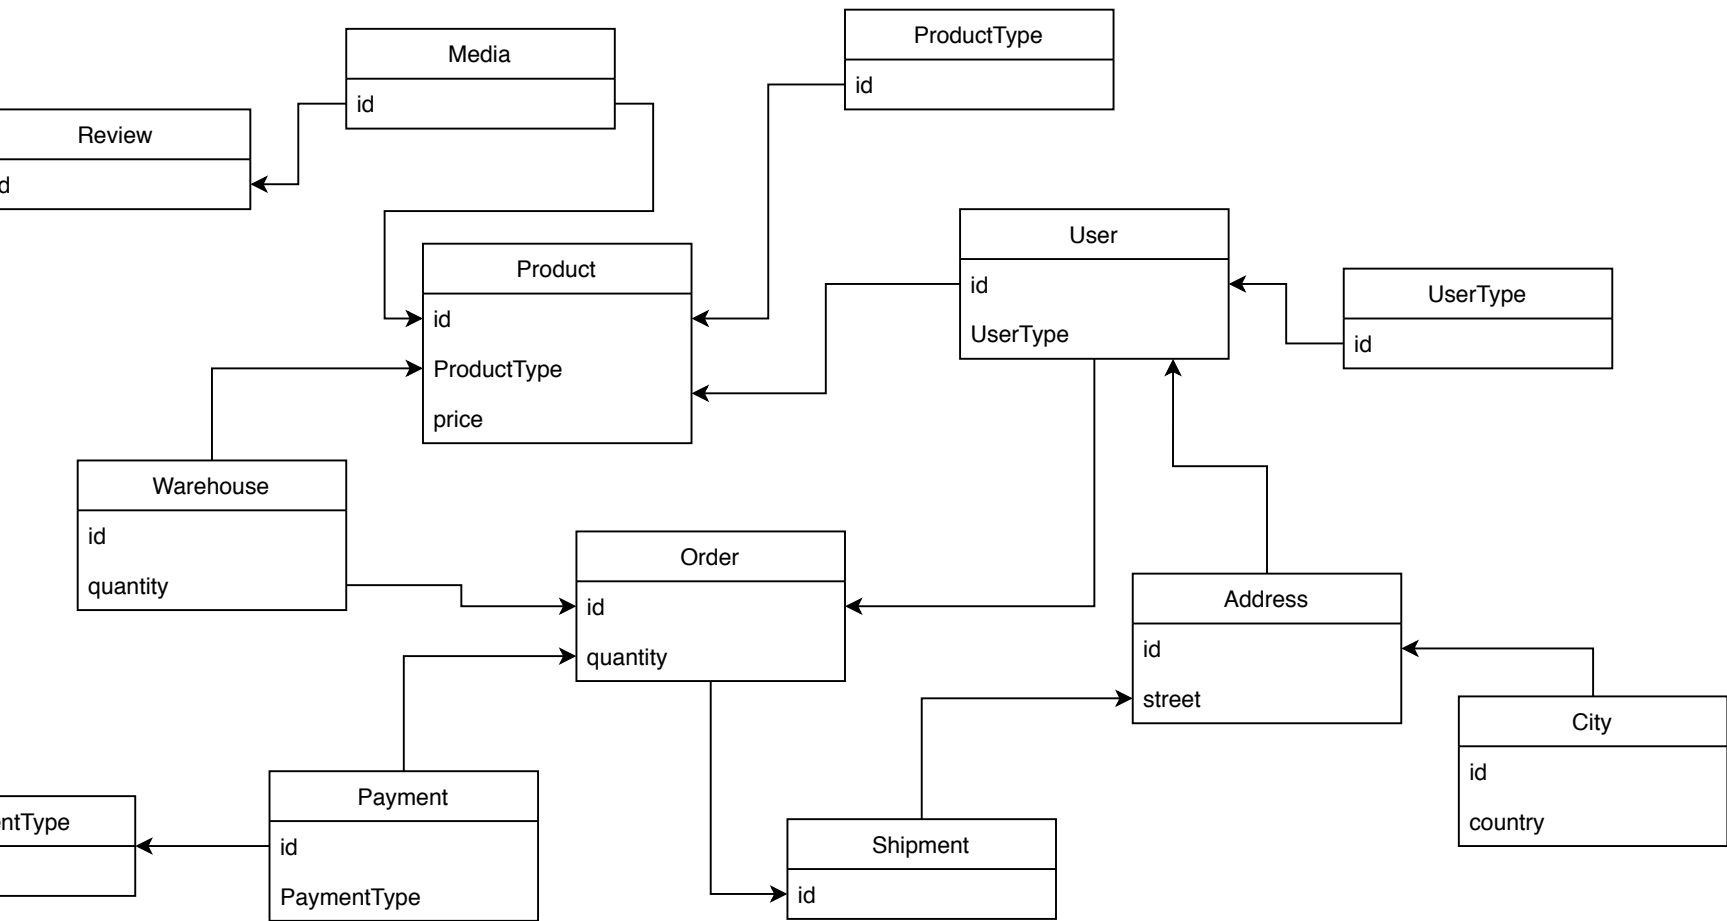 ProductType
id
Media
id
Review
d
User
id
UserType
Product
id
ProductType
price
UserType
id
Warehouse
id
quantity
Order
id
quantity
Address
id
street
City
id
country
Payment
id
PaymentType
entType
Shipment
id